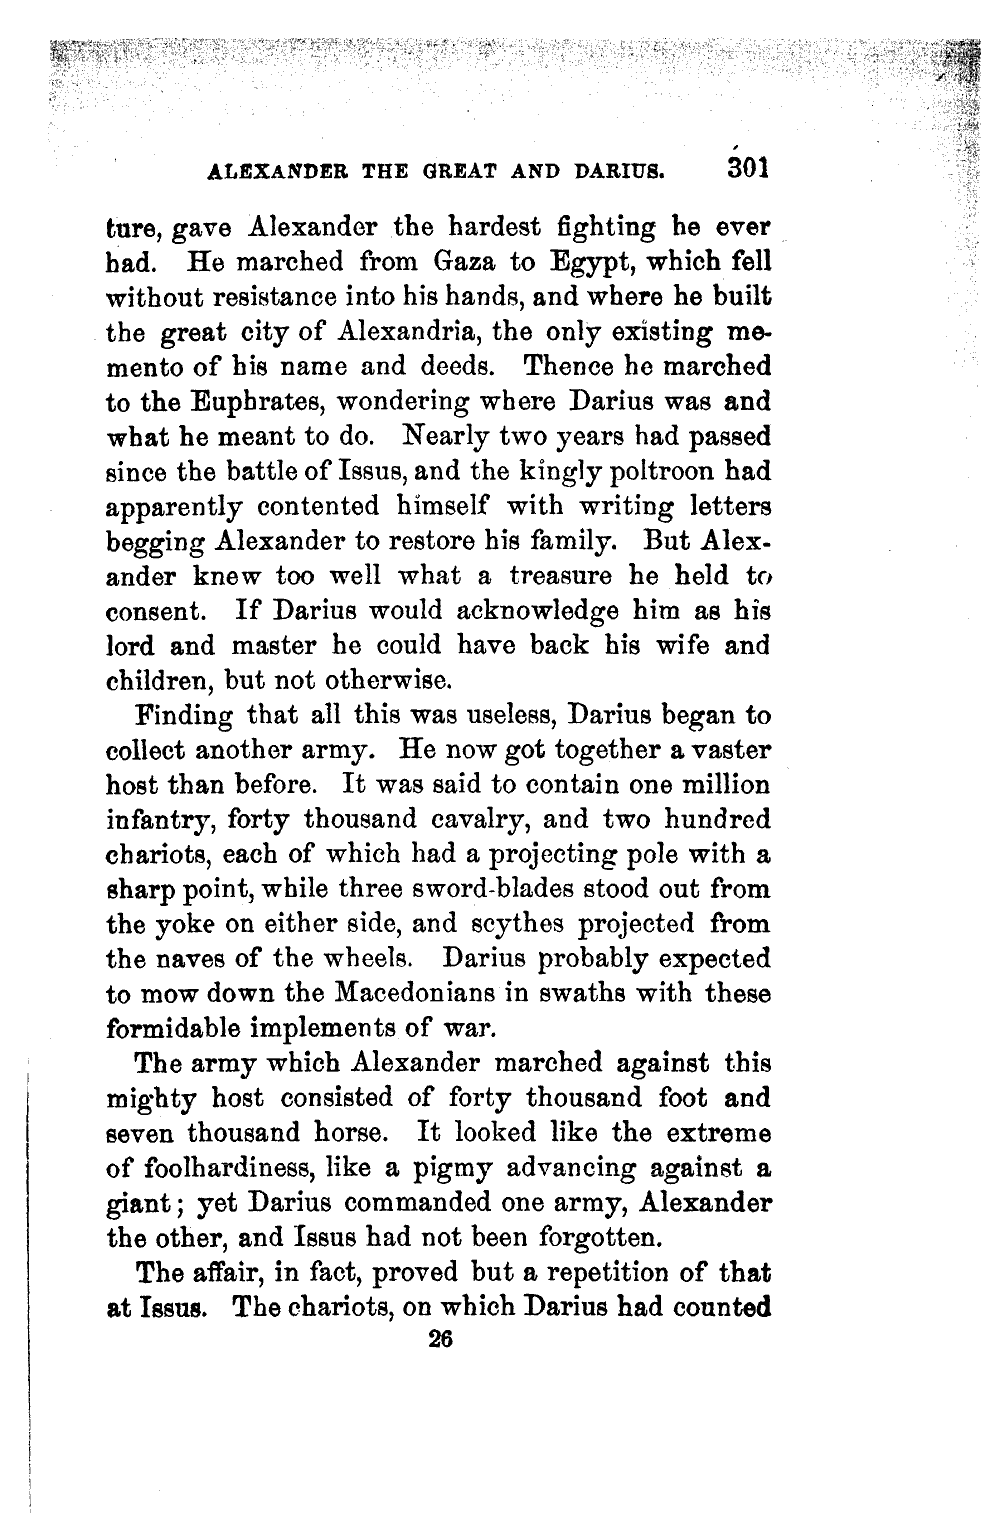 ALEXANDER THE GREAT AND DARIUS. 301
ture, gave Alexander the hardest fighting he ever
had. He marched from Gaza to Egypt, which fell
without resistance into his hands, and where he built
the great city of Alexandria, the only existing me-
mento of his name and deeds. Thence he marched
to the Euphrates, wondering where Darius was and
what he meant to do. Nearly two years had passed
since the battle of Issus, and the kingly poltroon had
apparently contented himself with writing letters
begging Alexander to restore his family. But Alex-
ander knew too well what a treasure he held to
consent. If Darius would acknowledge him as his
lord and master he could have back his wife and
children, but not otherwise.
Finding that all this was useless, Darius began to
collect another army. He now got together a vaster
host than before. It was said to contain one million
infantry, forty thousand cavalry, and two hundred
chariots, each of which had a projecting pole with a
sharp point, while three sword-blades stood out from
the yoke on either side, and scythes projected from
the naves of the wheels. Darius probably expected
to mow down the Macedonians in swaths with these
formidable implements of war.
The army which Alexander marched against this
mighty host consisted of forty thousand foot and
seven thousand horse. It looked like the extreme
of foolhardiness, like a pigmy advancing against a
giant; yet Darius commanded one army, Alexander
the other, and Issus had not been forgotten.
The affair, in fact, proved but a repetition of that
at Issus. The chariots, on which Darius had counted
26